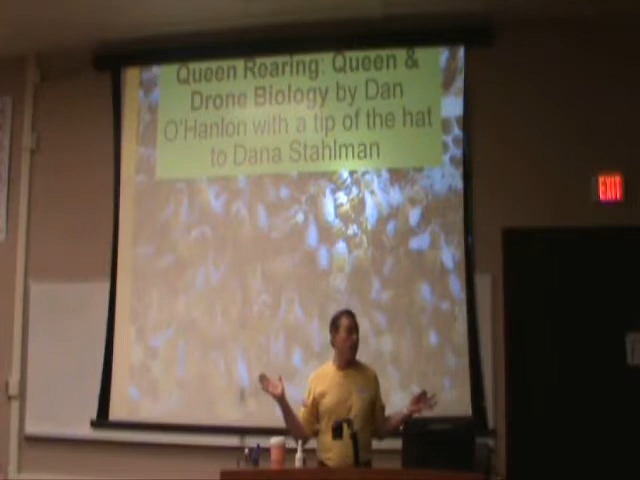 Queen Rearing: Queen &
Drone Biology by Dan
O'Hanlon with a tip of the hat
to Dana Stahlman
EXIT